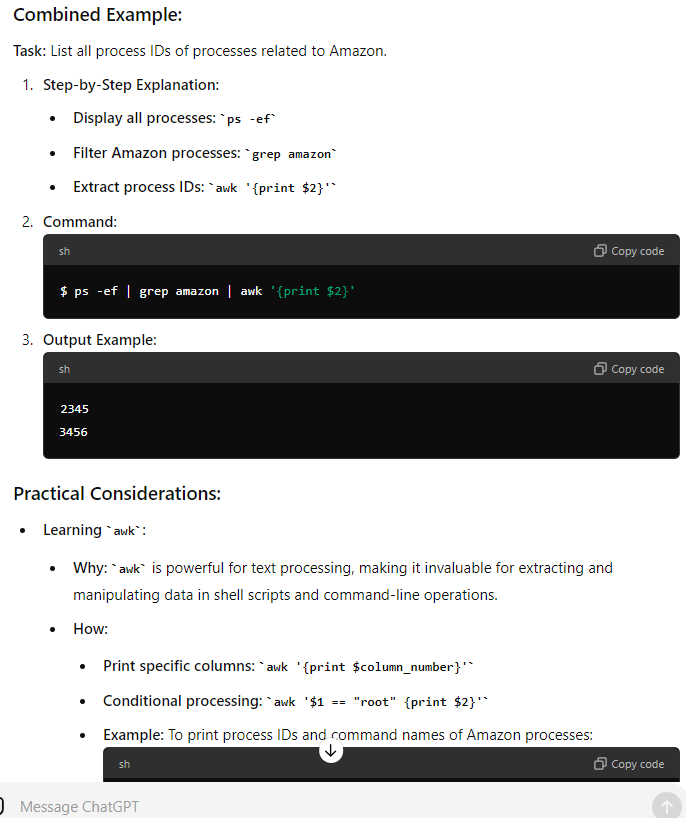 Combined Example:
Task: List all process IDs of processes related to Amazon.
1. Step-by-Step Explanation:
• Display all processes: `ps -ef`
• Filter Amazon processes: `grep amazon`
• Extract process IDs: `awk '{print $2}'`
2. Command:
sh Copy code
$ ps -ef | grep amazon | awk '{print $2}'
3. Output Example:
sh Copy code
2345
3456
Practical Considerations:
• Learning `awk`:
• Why: `awk` is powerful for text processing, making it invaluable for extracting and
manipulating data in shell scripts and command-line operations.
• How:
• Print specific columns: `awk '{print $column_number}'`
• Conditional processing: `awk '$1 == "root" {print $2}'`
• Example: To print process IDs and command names of Amazon processes:
sh Copy code
Message ChatGPT